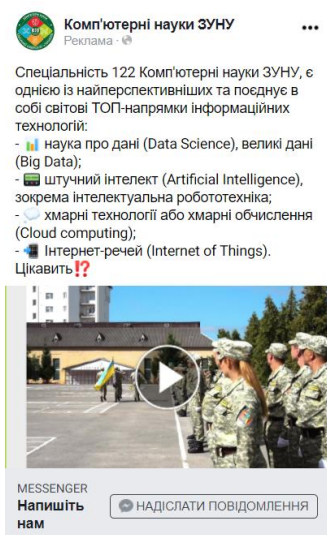 Комп'ютерні науки ЗУНУ
Реклама ·
Спеціальність 122 Комп'ютерні науки ЗУНУ, є
однією із найперспективніших та поєднує в
собі світові ТОП-напрямки інформаційних
технологій:
- 📊 наука про дані (Data Science), великі дані
(Big Data);
- 📟 штучний інтелект (Artificial Intelligence),
зокрема інтелектуальна робототехніка;
- 💭 хмарні технології або хмарні обчислення
(Cloud computing);
- 📲 Інтернет-речей (Internet of Things).
Цікавить⁉️
MESSENGER
Напишіть
нам
НАДІСЛАТИ ПОВІДОМЛЕННЯ